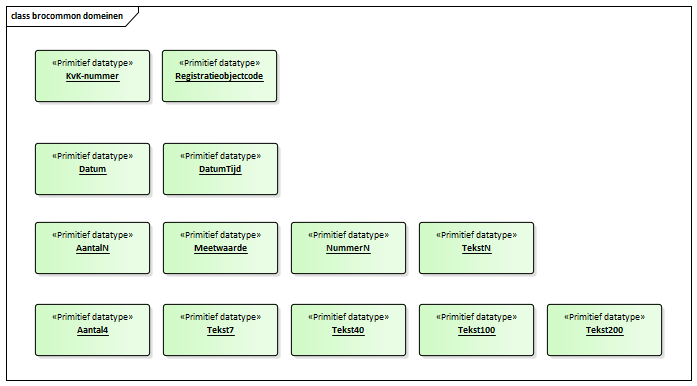 class brocommon domeinen
«Primitief datatype»
KvK-nummer
«Primitief datatype»
Registratieobjectcode
«Primitief datatype»
Datum
«Primitief datatype»
DatumTijd
«Primitief datatype»
AantalN
«Primitief datatype»
Meetwaarde
«Primitief datatype»
NummerN
«Primitief datatype»
TekstN
«Primitief datatype»
Aantal4
«Primitief datatype»
Tekst7
«Primitief datatype»
Tekst40
«Primitief datatype»
Tekst100
«Primitief datatype»
Tekst200